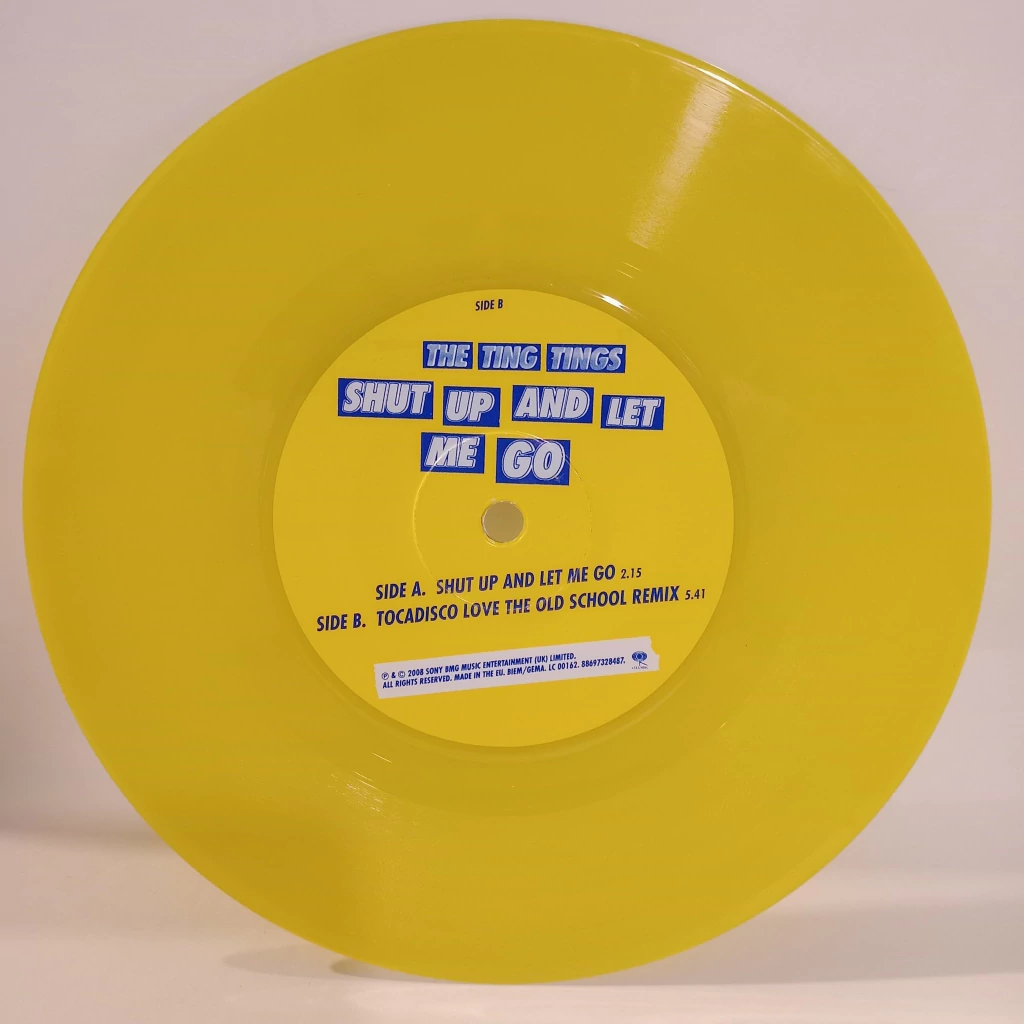 SIDE B
THE TING TINGS
SHUT UP AND LET
ME GO
SIDE A. SHUT UP AND LET ME GO 2.15
SIDE B. TOCADISCO LOVE THE OLD SCHOOL REMIX 5.41
℗ & © 2008 SONY BMG MUSIC ENTERTAINMENT (UK) LIMITED.
ALL RIGHTS RESERVED. MADE IN THE EU. BIEM/GEMA. LC 00162. 88697328487.
COLUMBIA